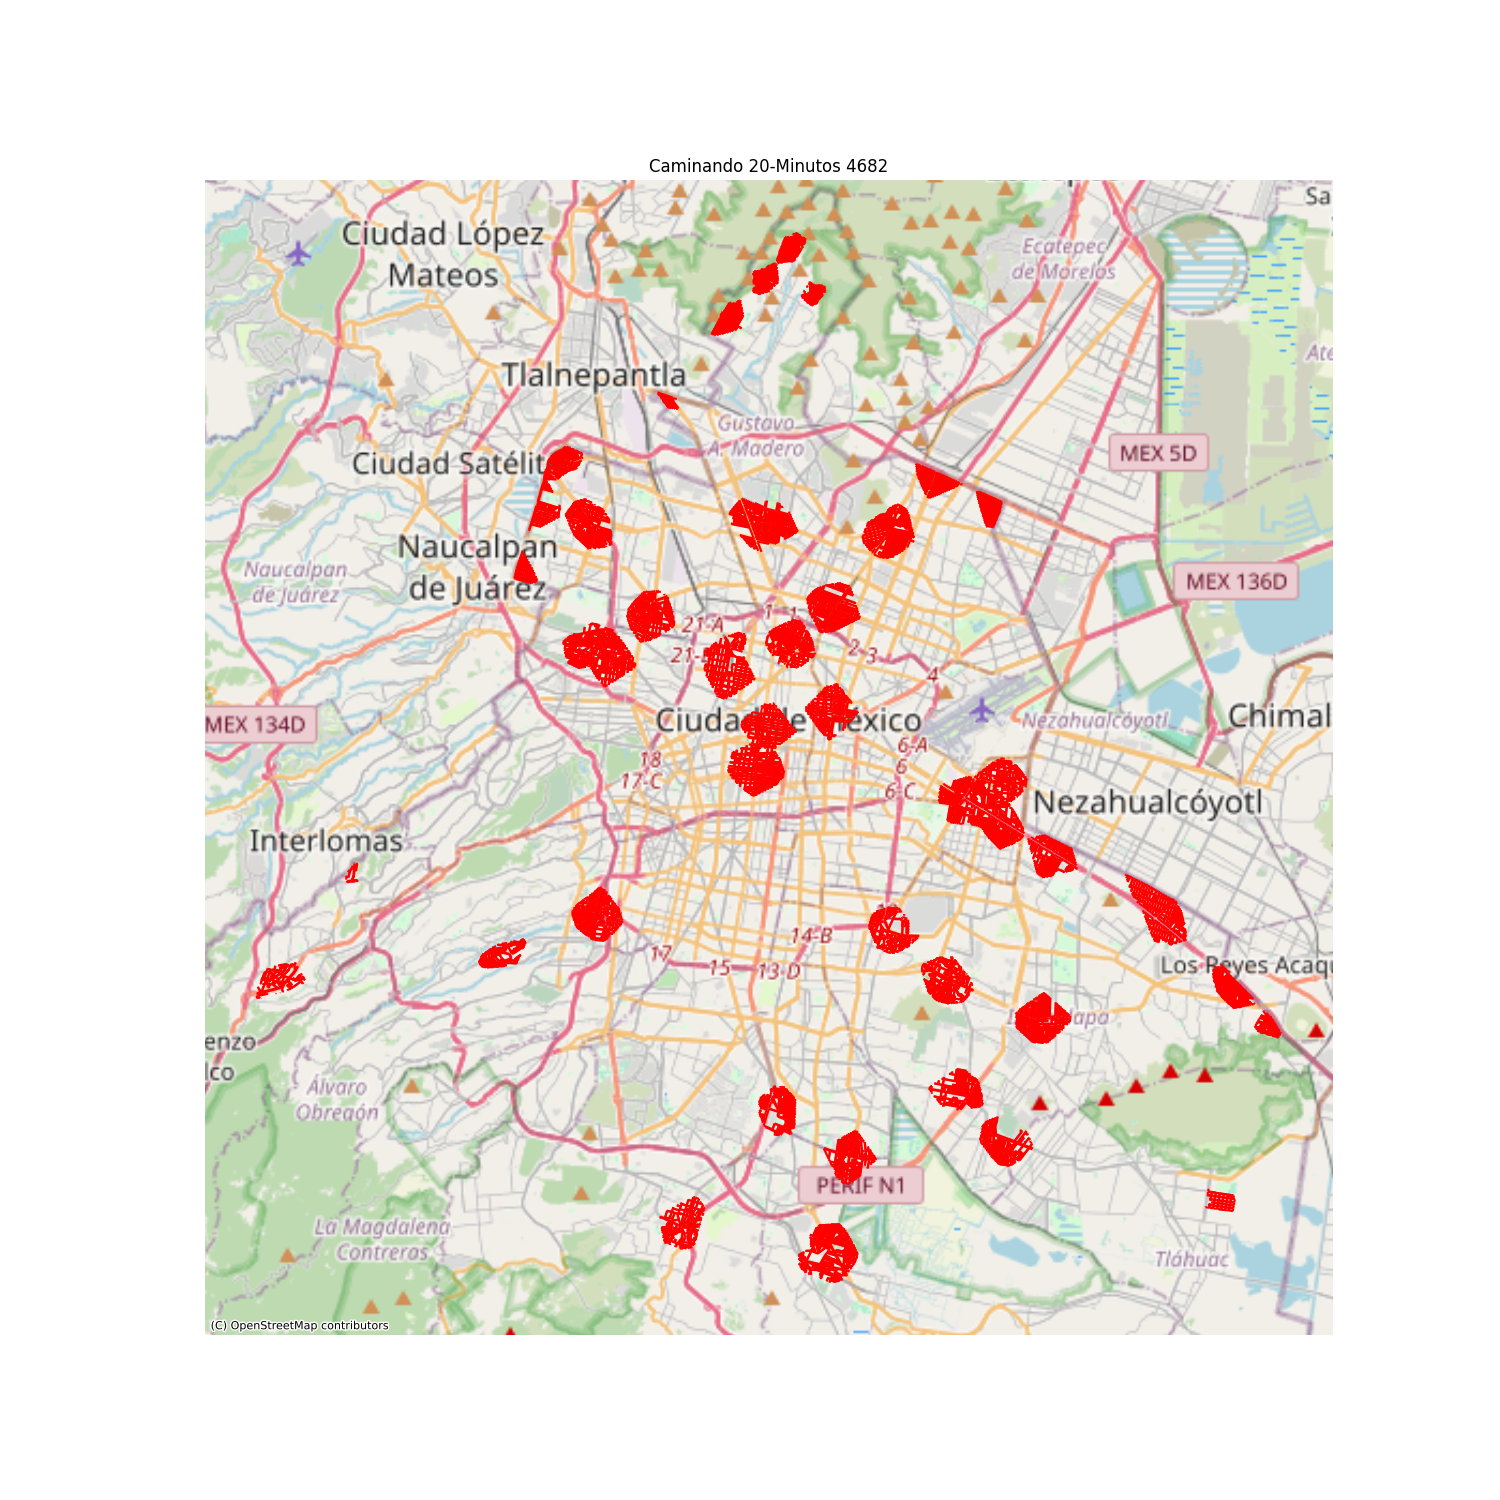 Caminando 20-Minutos 4682
Sa
Ciudad López
Mateos
Ecatepec
de Morelos
Ate
Tlalnepantla
Gustavo
A. Madero
MEX 5D
Ciudad Satélit
Naucalpan
de Juárez
Naucalpan
de Juárez
MEX 136D
21-A
1
1
21-
2
3
4
MEX 134D
Ciudad de México
Nezahualcóyotl
Chimal
6-A
18
6
17-C
6-C
Nezahualcóyotl
Interlomas
14-B
17
15
13-D
Los Reyes Acaqu
apa
enzo
lco
Álvaro
Obregón
PERIF N1
La Magdalena
Contreras
Tláhuac
(C) OpenStreetMap contributors